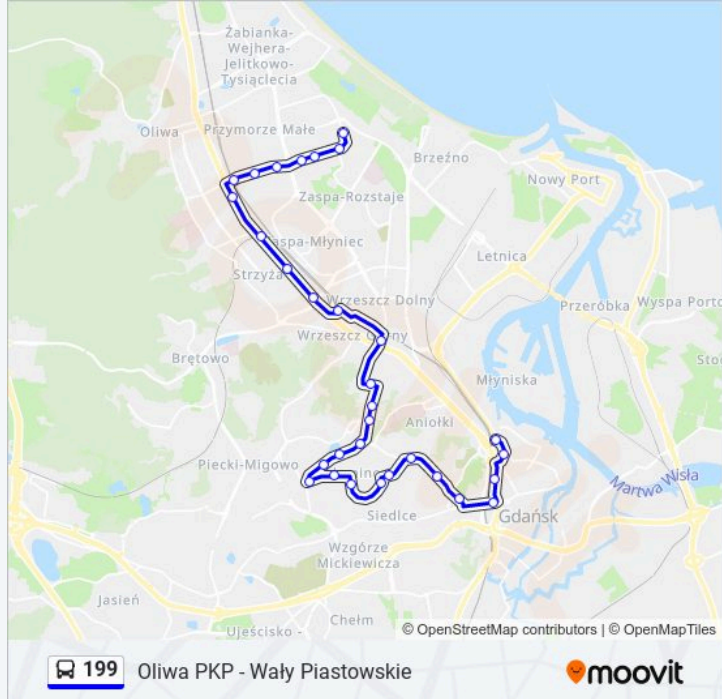 Żabianka-
Wejhera-
Jelitkowo-
Tysiąclecia
Oliwa
Przymorze Małe
Brzeźno
Nowy Port
Zaspa-Rozstaje
Zaspa-Młyniec
Letnica
Strzyża
Wrzeszcz Dolny
Przeróbka
Wyspa Porto
Wrzeszcz Górny
Brętowo
Sto
Młyniska
Aniołki
Piecki-Migowo
Martwa Wisła
Siedlce
Gdańsk
Wzgórze
Mickiewicza
Jasień
Chełm
Ujeścisko -
© OpenStreetMap contributors | © OpenMapTiles
199 Oliwa PKP - Wały Piastowskie
moovit